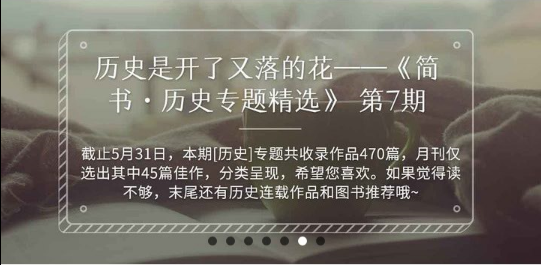 历史是开了又落的花——《简
书·历史专题精选》 第7期
截止5月31日，本期[历史]专题共收录作品470篇，月刊仅
选出其中45篇佳作，分类呈现，希望您喜欢。如果觉得读
不够，末尾还有历史连载作品和图书推荐哦~